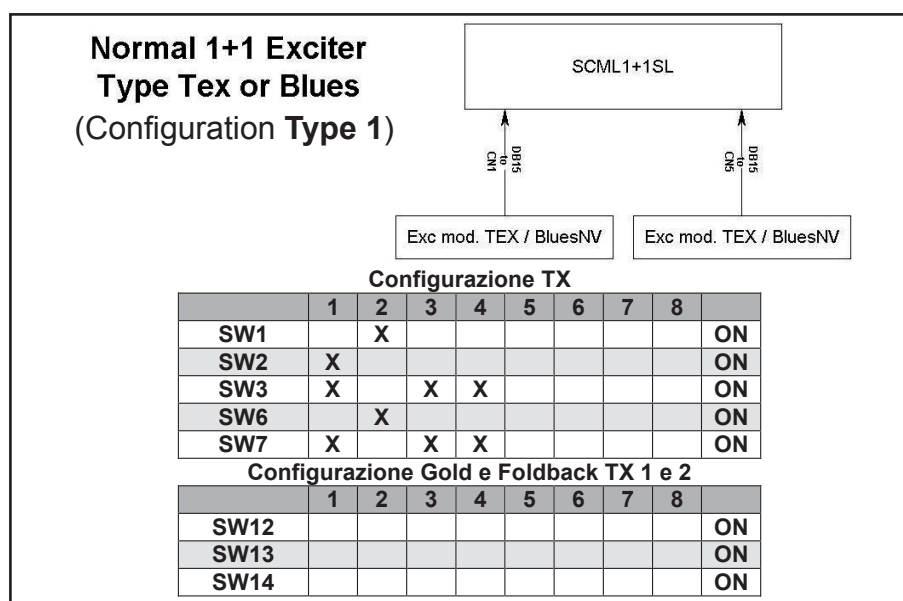 Normal 1+1 Exciter
Type Tex or Blues
(Configuration Type 1)
SCML1+1SL
DB15
to
CN1
DB15
to
CN5
Exc mod. TEX / BluesNV
Exc mod. TEX / BluesNV
Configurazione TX
1 2 3 4 5 6 7 8
SW1 X ON
SW2 X ON
SW3 X X X ON
SW6 X ON
SW7 X X X ON
Configurazione Gold e Foldback TX 1 e 2
1 2 3 4 5 6 7 8
SW12 ON
SW13 ON
SW14 ON